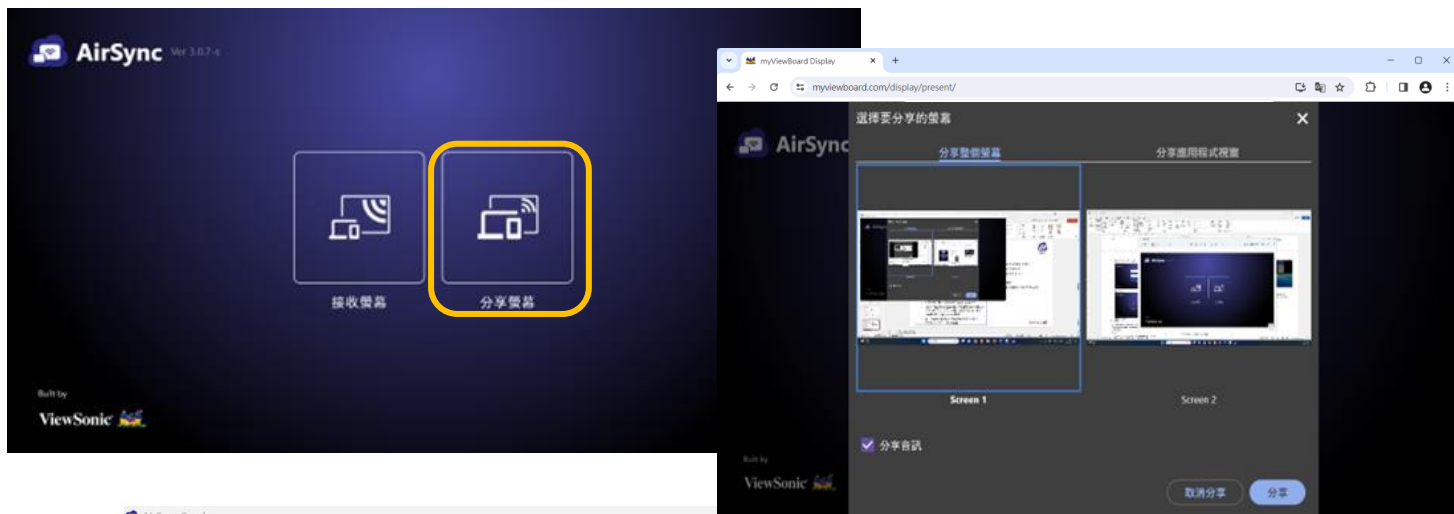 AirSync Ver 3.0.7-s
接收螢幕
分享螢幕
Built by
ViewSonic
myViewBoard Display
myviewboard.com/display/present/
選擇要分享的螢幕
AirSync
分享整個螢幕
分享應用程式視窗
Screen 1
Screen 2
分享音訊
Built by
ViewSonic
取消分享
分享